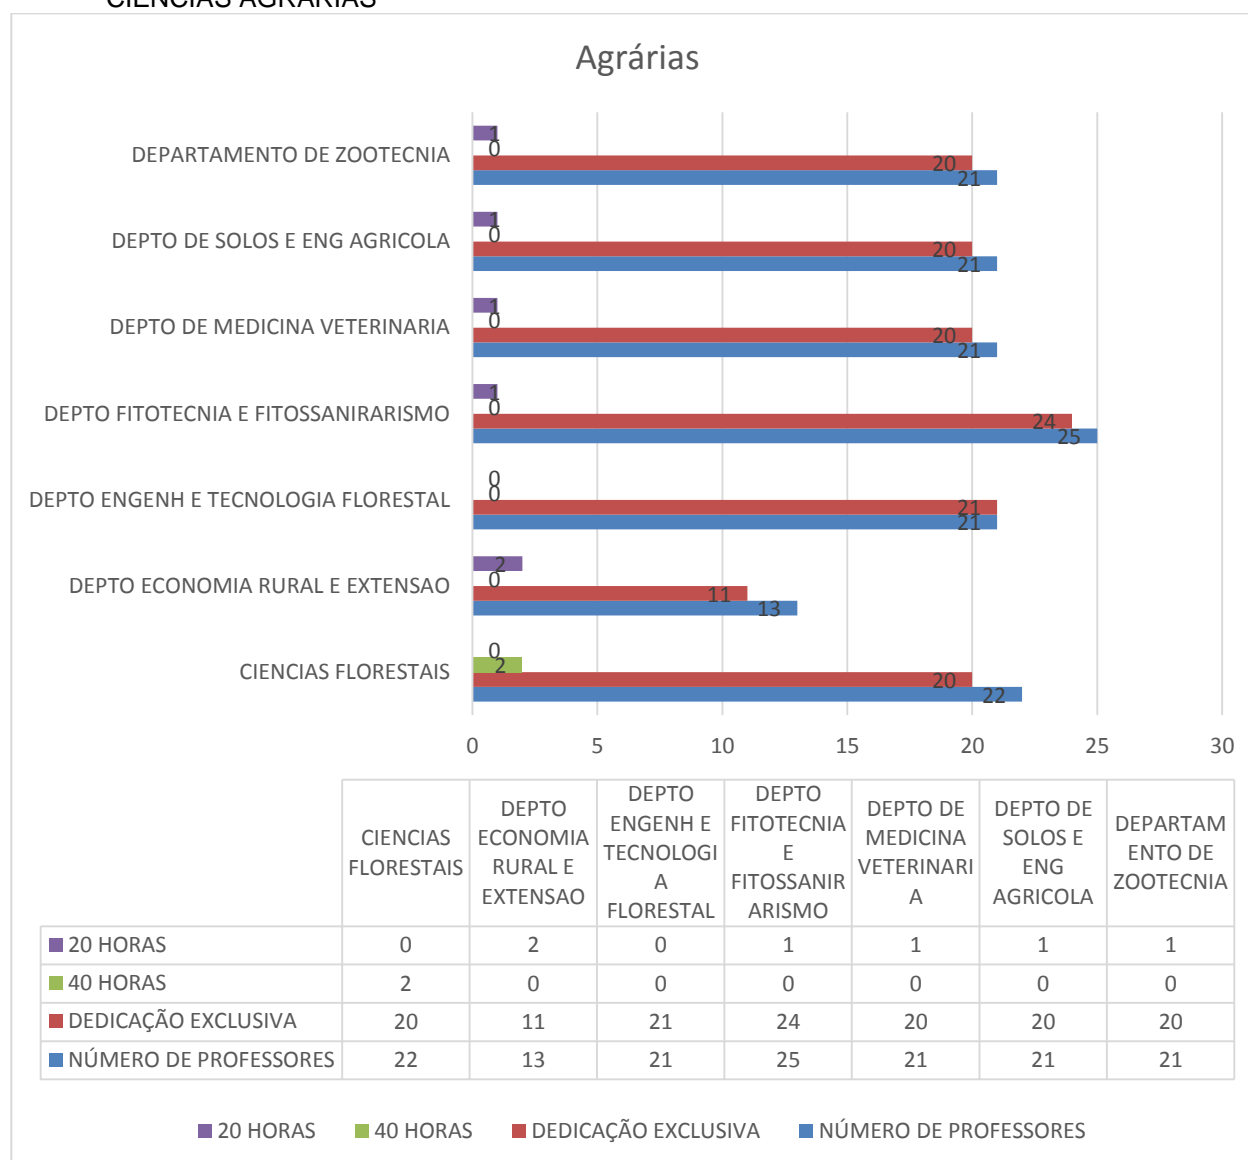 CIENCIAS AGRARIAS
Agrárias
DEPARTAMENTO DE ZOOTECNIA
1
0
20
21
DEPTO DE SOLOS E ENG AGRICOLA
1
0
20
21
DEPTO DE MEDICINA VETERINARIA
1
0
20
21
DEPTO FITOTECNIA E FITOSSANIRARISMO
1
0
24
25
DEPTO ENGENH E TECNOLOGIA FLORESTAL
0
0
21
21
DEPTO ECONOMIA RURAL E EXTENSAO
2
0
11
13
CIENCIAS FLORESTAIS
0
2
20
22
0 5 10 15 20 25 30
CIENCIAS
FLORESTAIS
DEPTO
ECONOMIA
RURAL E
EXTENSAO
DEPTO
ENGENH E
TECNOLOGI
A
FLORESTAL
DEPTO
FITOTECNIA
E
FITOSSANIR
ARISMO
DEPTO DE
MEDICINA
VETERINARI
A
DEPTO DE
SOLOS E
ENG
AGRICOLA
DEPARTAM
ENTO DE
ZOOTECNIA
20 HORAS 0 2 0 1 1 1 1
40 HORAS 2 0 0 0 0 0 0
DEDICAÇÃO EXCLUSIVA 20 11 21 24 20 20 20
NÚMERO DE PROFESSORES 22 13 21 25 21 21 21
20 HORAS 40 HORAS DEDICAÇÃO EXCLUSIVA NÚMERO DE PROFESSORES